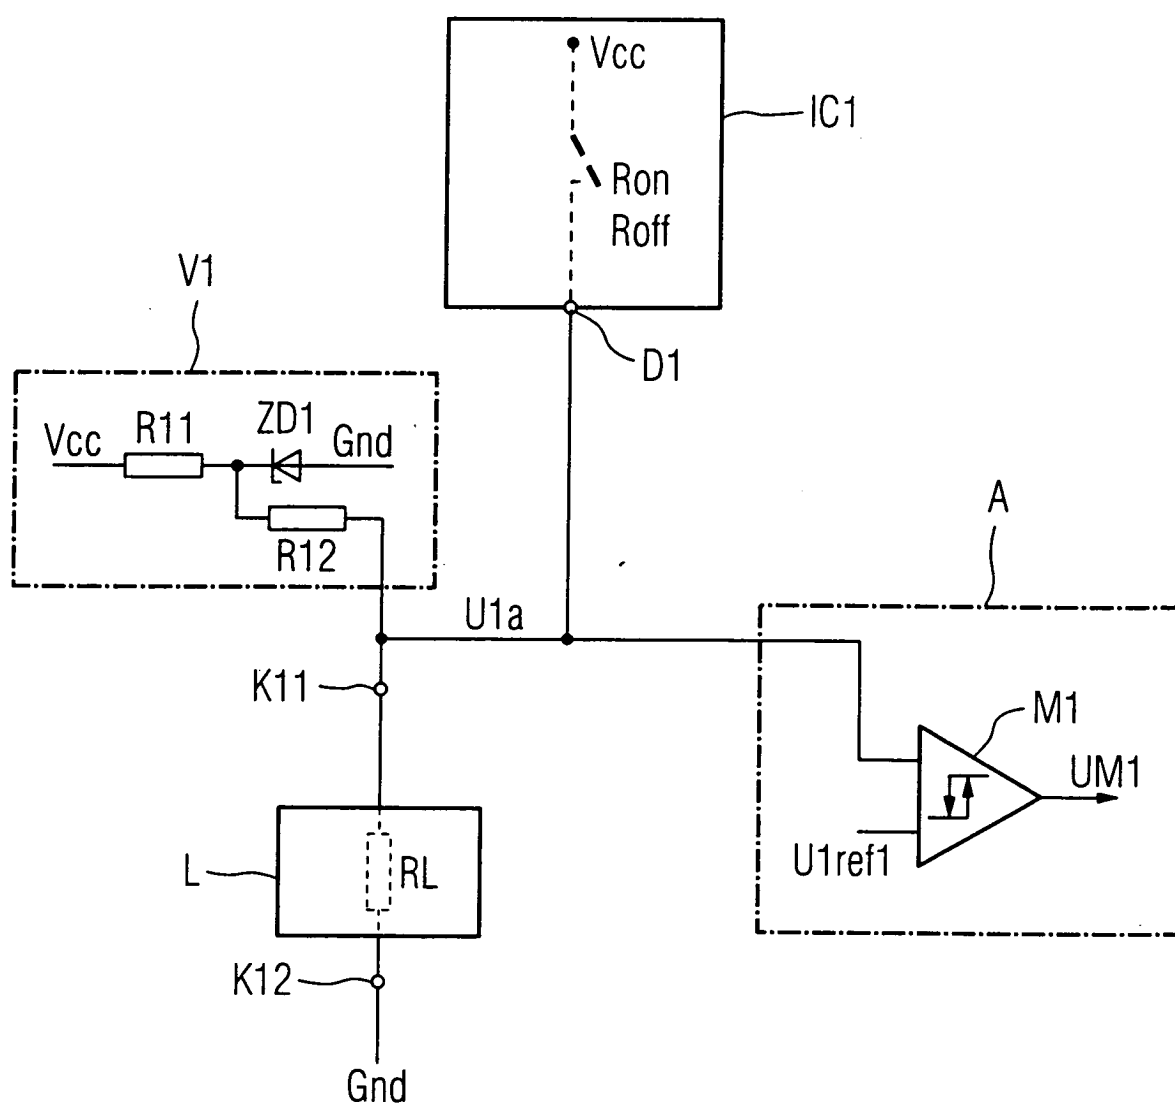 Vcc
IC1
Ron
Roff
V1
D1
ZD1
R11
Vcc
Gnd
R12
A
U1a
K11
M1
UM1
U1ref1
L
RL
K12
Gnd